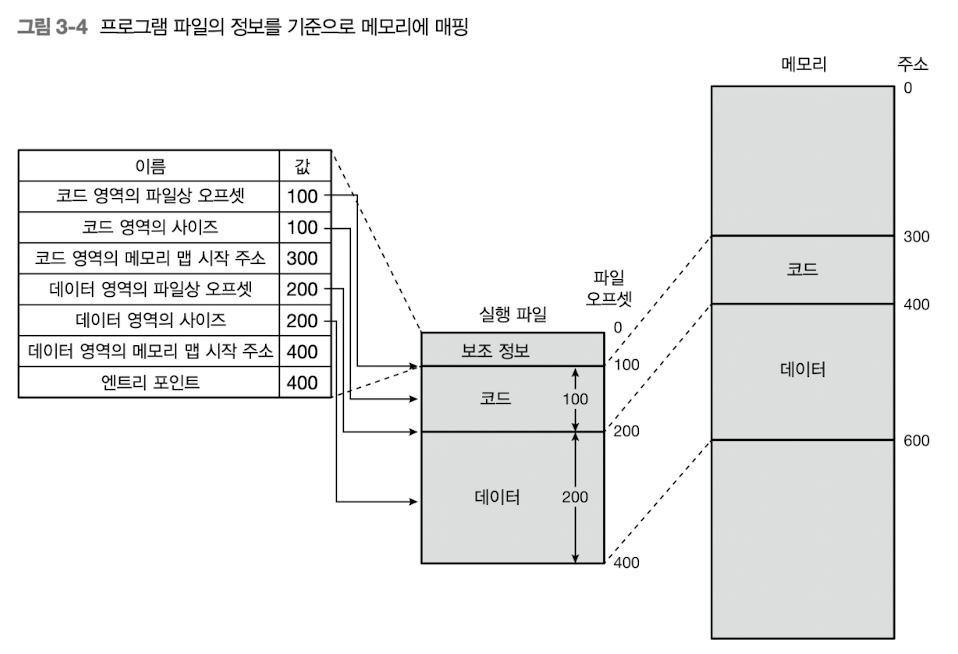 그림 3-4 프로그램 파일의 정보를 기준으로 메모리에 매핑
이름 값
코드 영역의 파일상 오프셋 100
코드 영역의 사이즈 100
코드 영역의 메모리 맵 시작 주소 300
데이터 영역의 파일상 오프셋 200
데이터 영역의 사이즈 200
데이터 영역의 메모리 맵 시작 주소 400
엔트리 포인트 400
실행 파일
파일
오프셋
0
보조 정보
100
코드
100
200
데이터
200
400
메모리 주소
0
300
코드
400
데이터
600